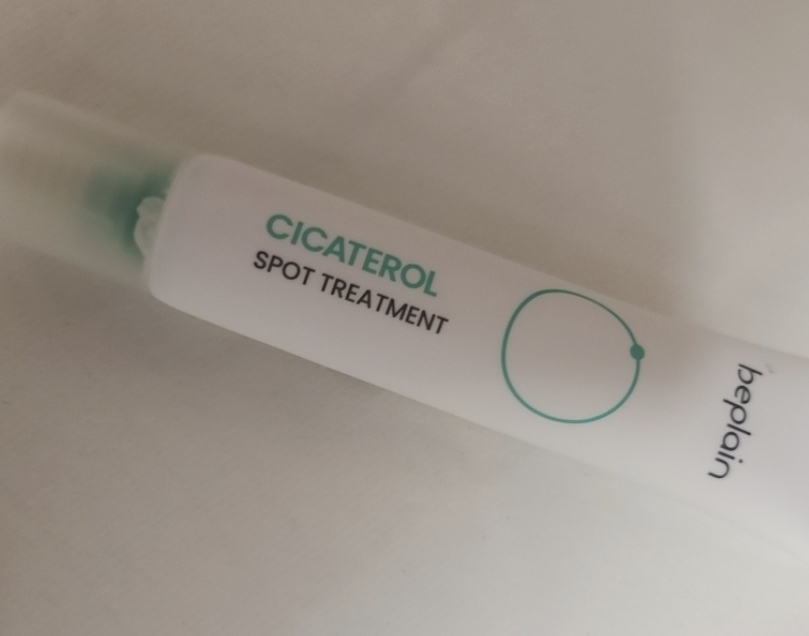 CICATEROL
SPOT TREATMENT
beplain